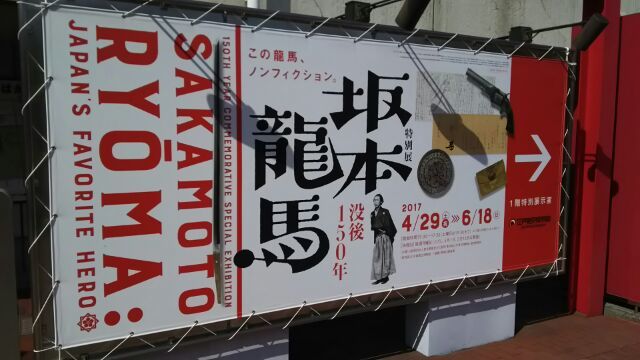 SAKAMOTO
RYŌMA:
JAPAN'S FAVORITE HERO
150TH YEAR COMMEMORATIVE SPECIAL EXHIBITION
この龍馬、
ノンフィクション。
特別展
坂本
龍馬
没後
150年
2017
4/29 土 >>> 6/18 日
1階特別展示室